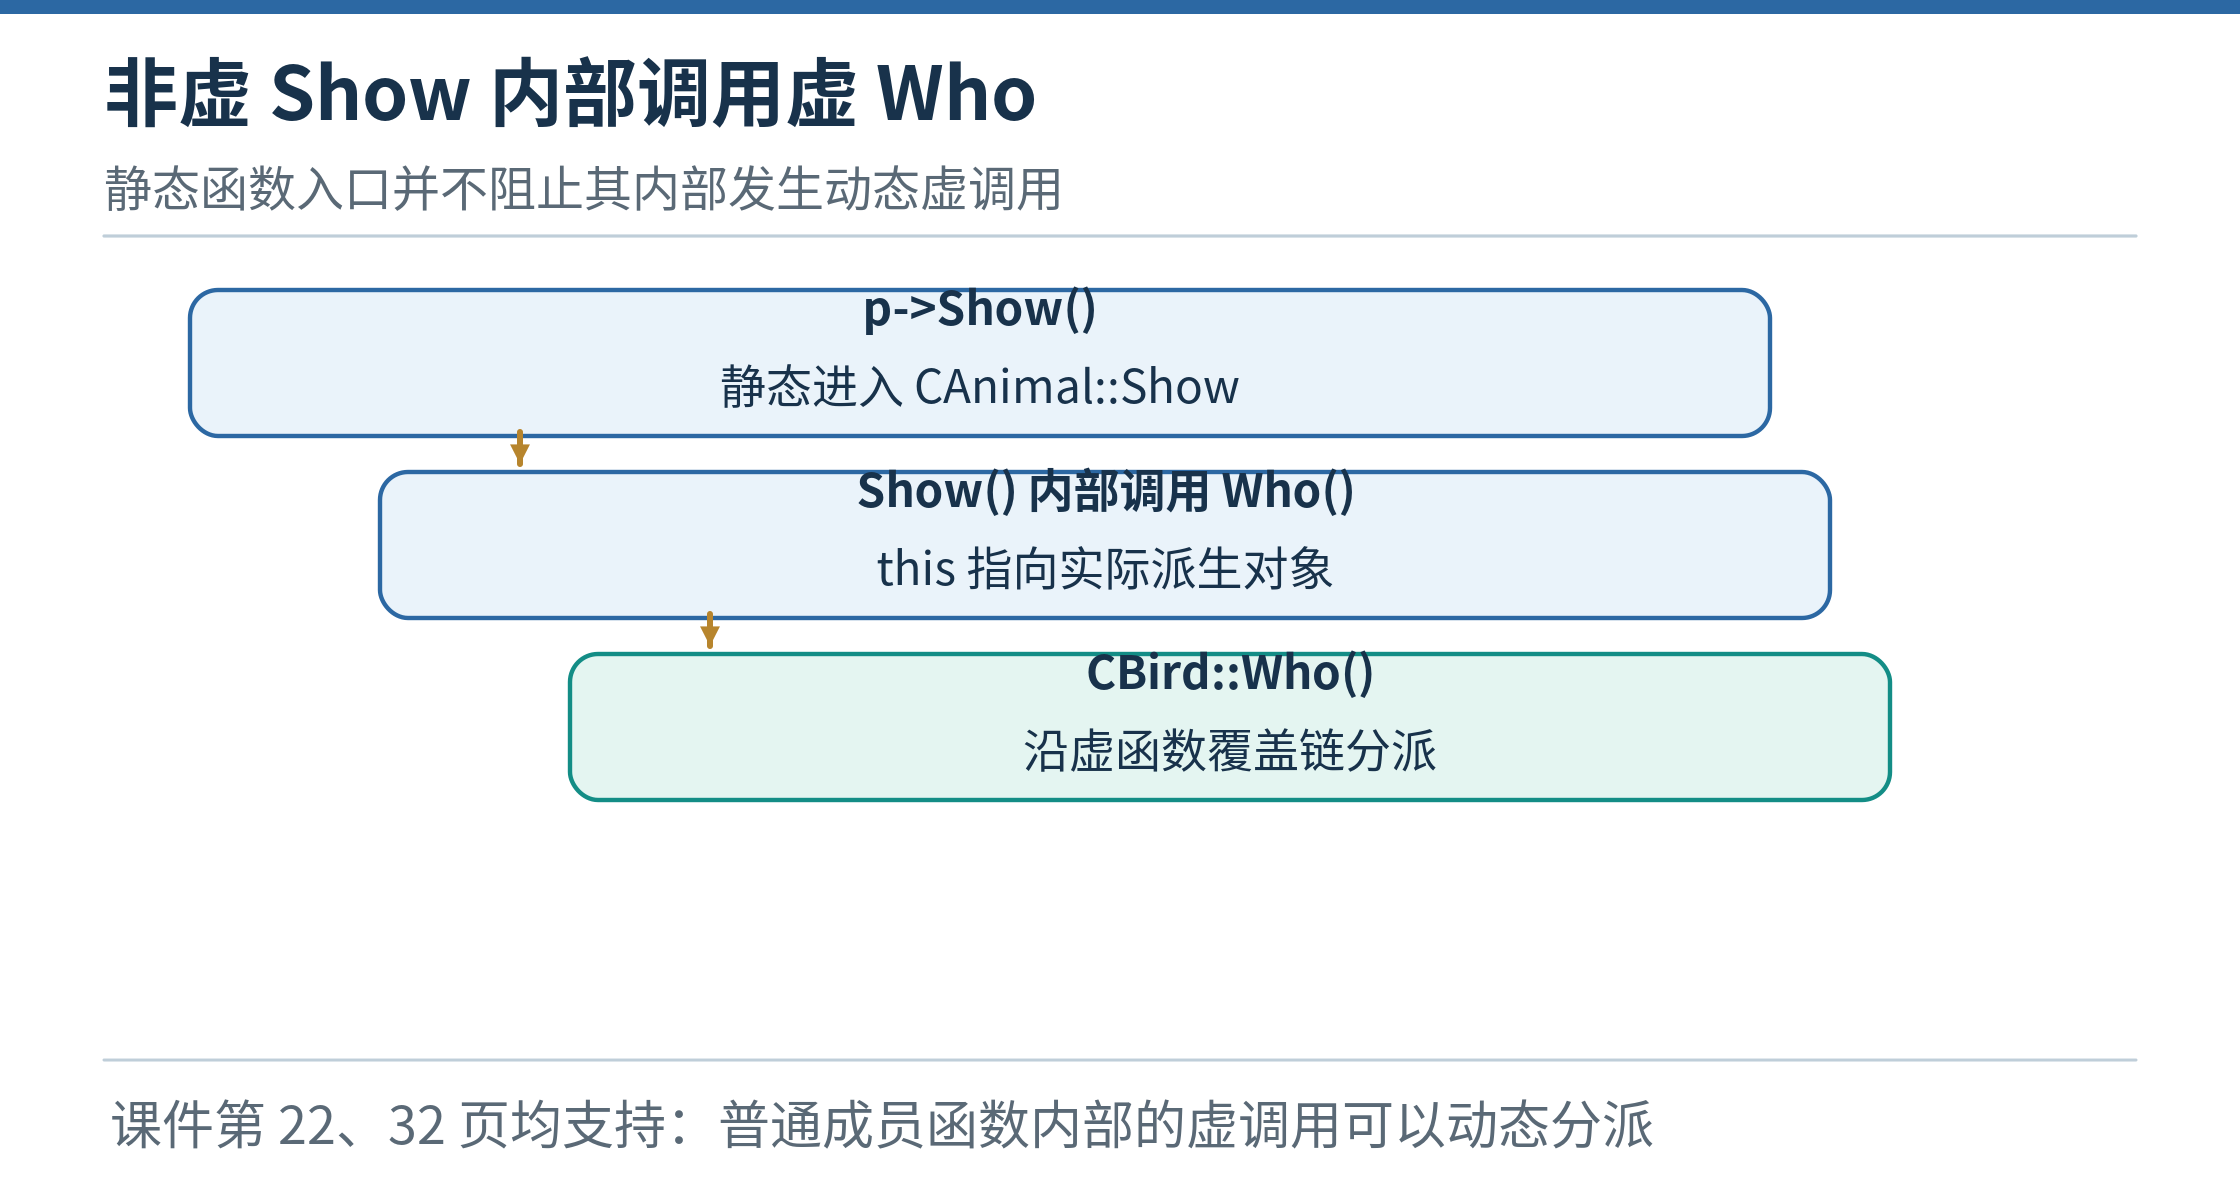 非虚 Show 内部调用虚 Who
静态函数入口并不阻止其内部发生动态虚调用
p->Show()
静态进入 CAnimal::Show
Show() 内部调用 Who()
this 指向实际派生对象
CBird::Who()
沿虚函数覆盖链分派
课件第 22、32 页均支持：普通成员函数内部的虚调用可以动态分派